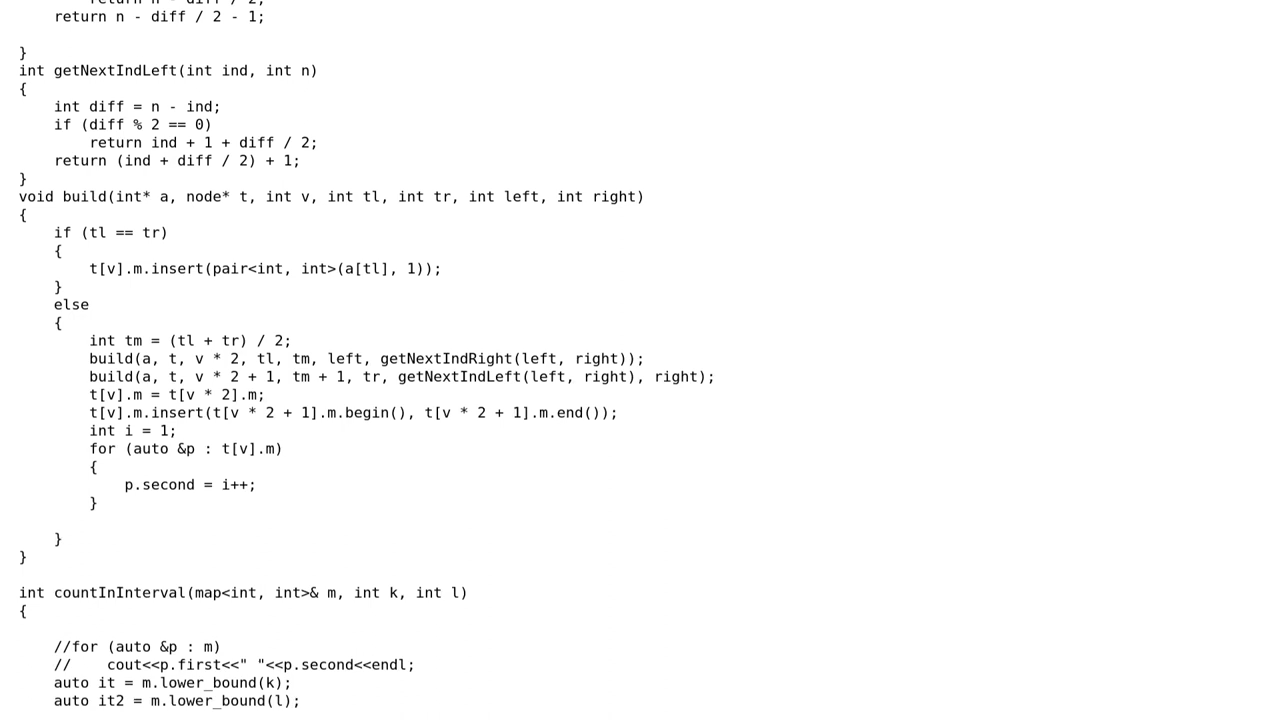 return n - diff / 2;
return n - diff / 2 - 1;
}
int getNextIndLeft(int ind, int n)
{
int diff = n - ind;
if (diff % 2 == 0)
return ind + 1 + diff / 2;
return (ind + diff / 2) + 1;
}
void build(int* a, node* t, int v, int tl, int tr, int left, int right)
{
if (tl == tr)
{
t[v].m.insert(pair<int, int>(a[tl], 1));
}
else
{
int tm = (tl + tr) / 2;
build(a, t, v * 2, tl, tm, left, getNextIndRight(left, right));
build(a, t, v * 2 + 1, tm + 1, tr, getNextIndLeft(left, right), right);
t[v].m = t[v * 2].m;
t[v].m.insert(t[v * 2 + 1].m.begin(), t[v * 2 + 1].m.end());
int i = 1;
for (auto &p : t[v].m)
{
p.second = i++;
}
}
}
int countInInterval(map<int, int>& m, int k, int l)
{
//for (auto &p : m)
//    cout<<p.first<<" "<<p.second<<endl;
auto it = m.lower_bound(k);
auto it2 = m.lower_bound(l);